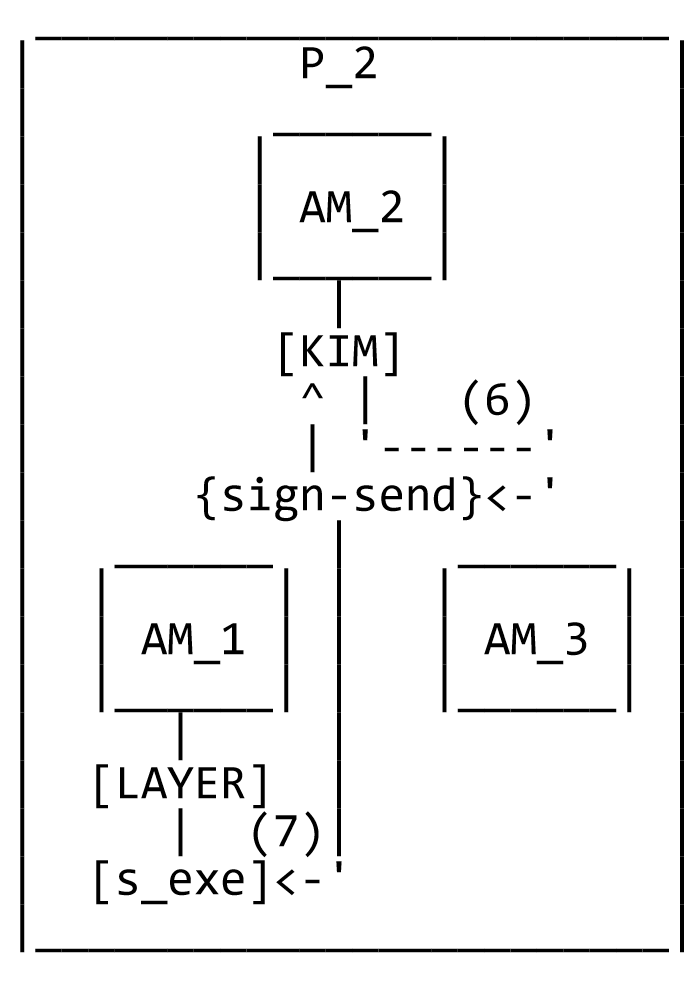 P_2
AM_2
[KIM]
^ | (6)
| '------'
{sign-send}<-'
AM_1 AM_3
[LAYER]
| (7)
[s_exe]<-'